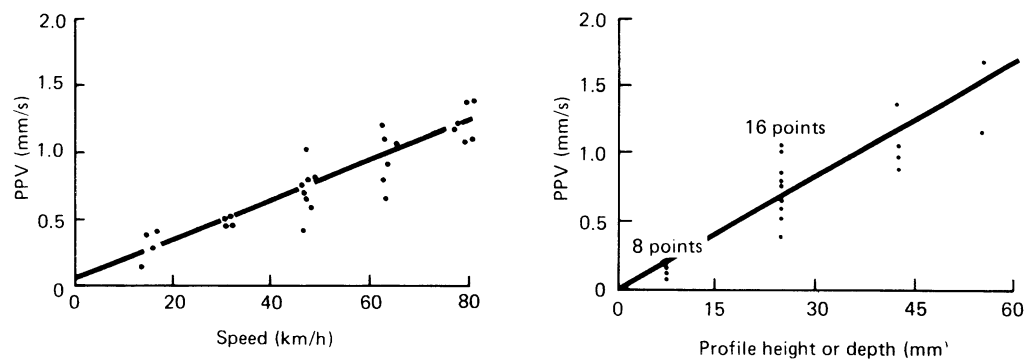 2.0
1.5
1.0
0.5
0
PPV (mm/s)
0 20 40 60 80
Speed (km/h)
2.0
1.5
1.0
0.5
0
PPV (mm/s)
16 points
8 points
0 15 30 45 60
Profile height or depth (mm'